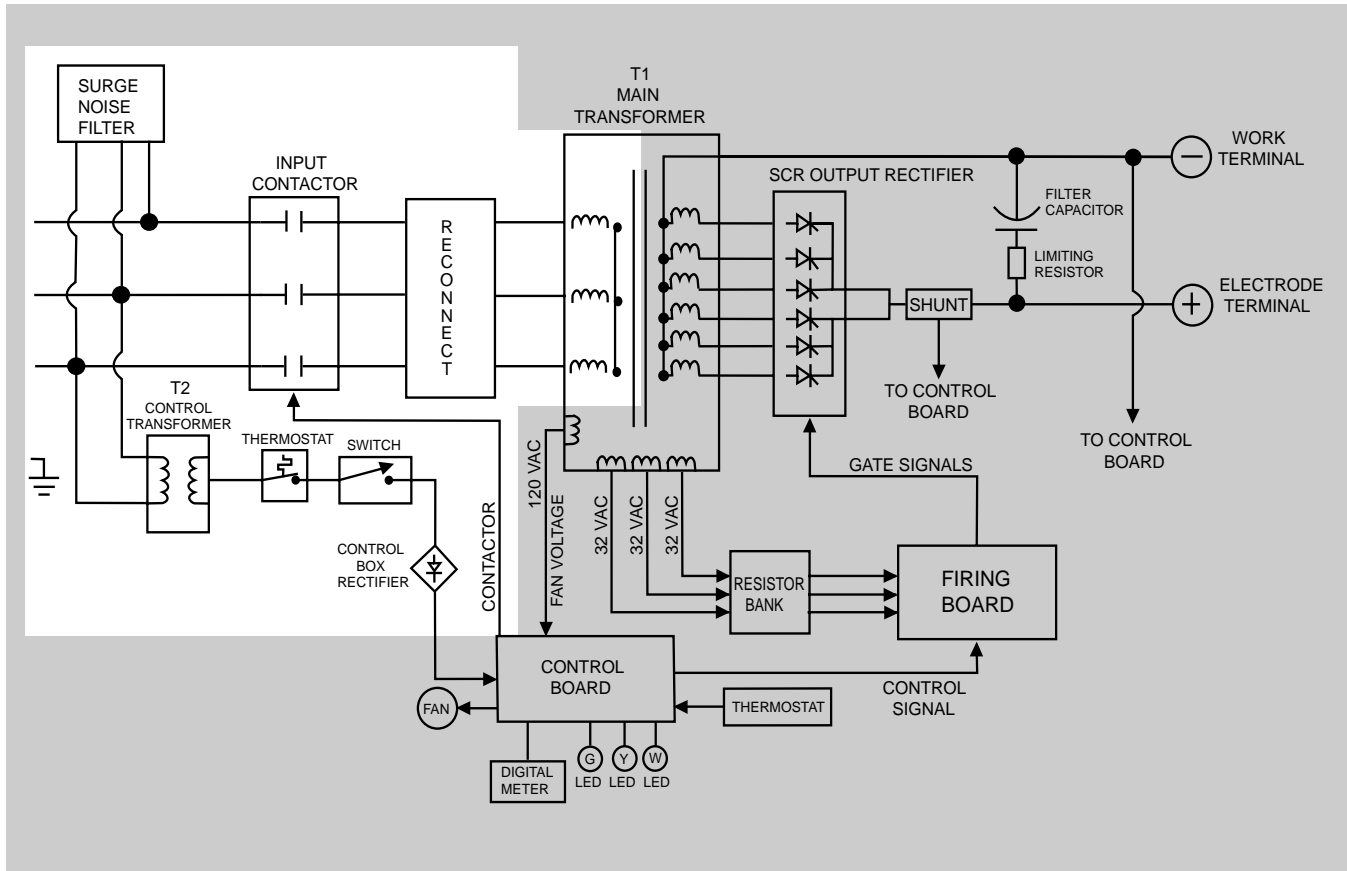 SURGE
NOISE
FILTER
T1
MAIN
TRANSFORMER
WORK
TERMINAL
INPUT
CONTACTOR
SCR OUTPUT RECTIFIER
FILTER
CAPACITOR
R
E
C
O
N
N
E
C
T
LIMITING
RESISTOR
ELECTRODE
TERMINAL
SHUNT
TO CONTROL
BOARD
TO CONTROL
BOARD
T2
CONTROL
TRANSFORMER
THERMOSTAT
SWITCH
120 VAC
FAN VOLTAGE
32 VAC
32 VAC
32 VAC
GATE SIGNALS
CONTACTOR
CONTROL
BOX
RECTIFIER
RESISTOR
BANK
FIRING
BOARD
CONTROL
BOARD
CONTROL
SIGNAL
FAN
THERMOSTAT
DIGITAL
METER
G
Y
W
LED
LED
LED